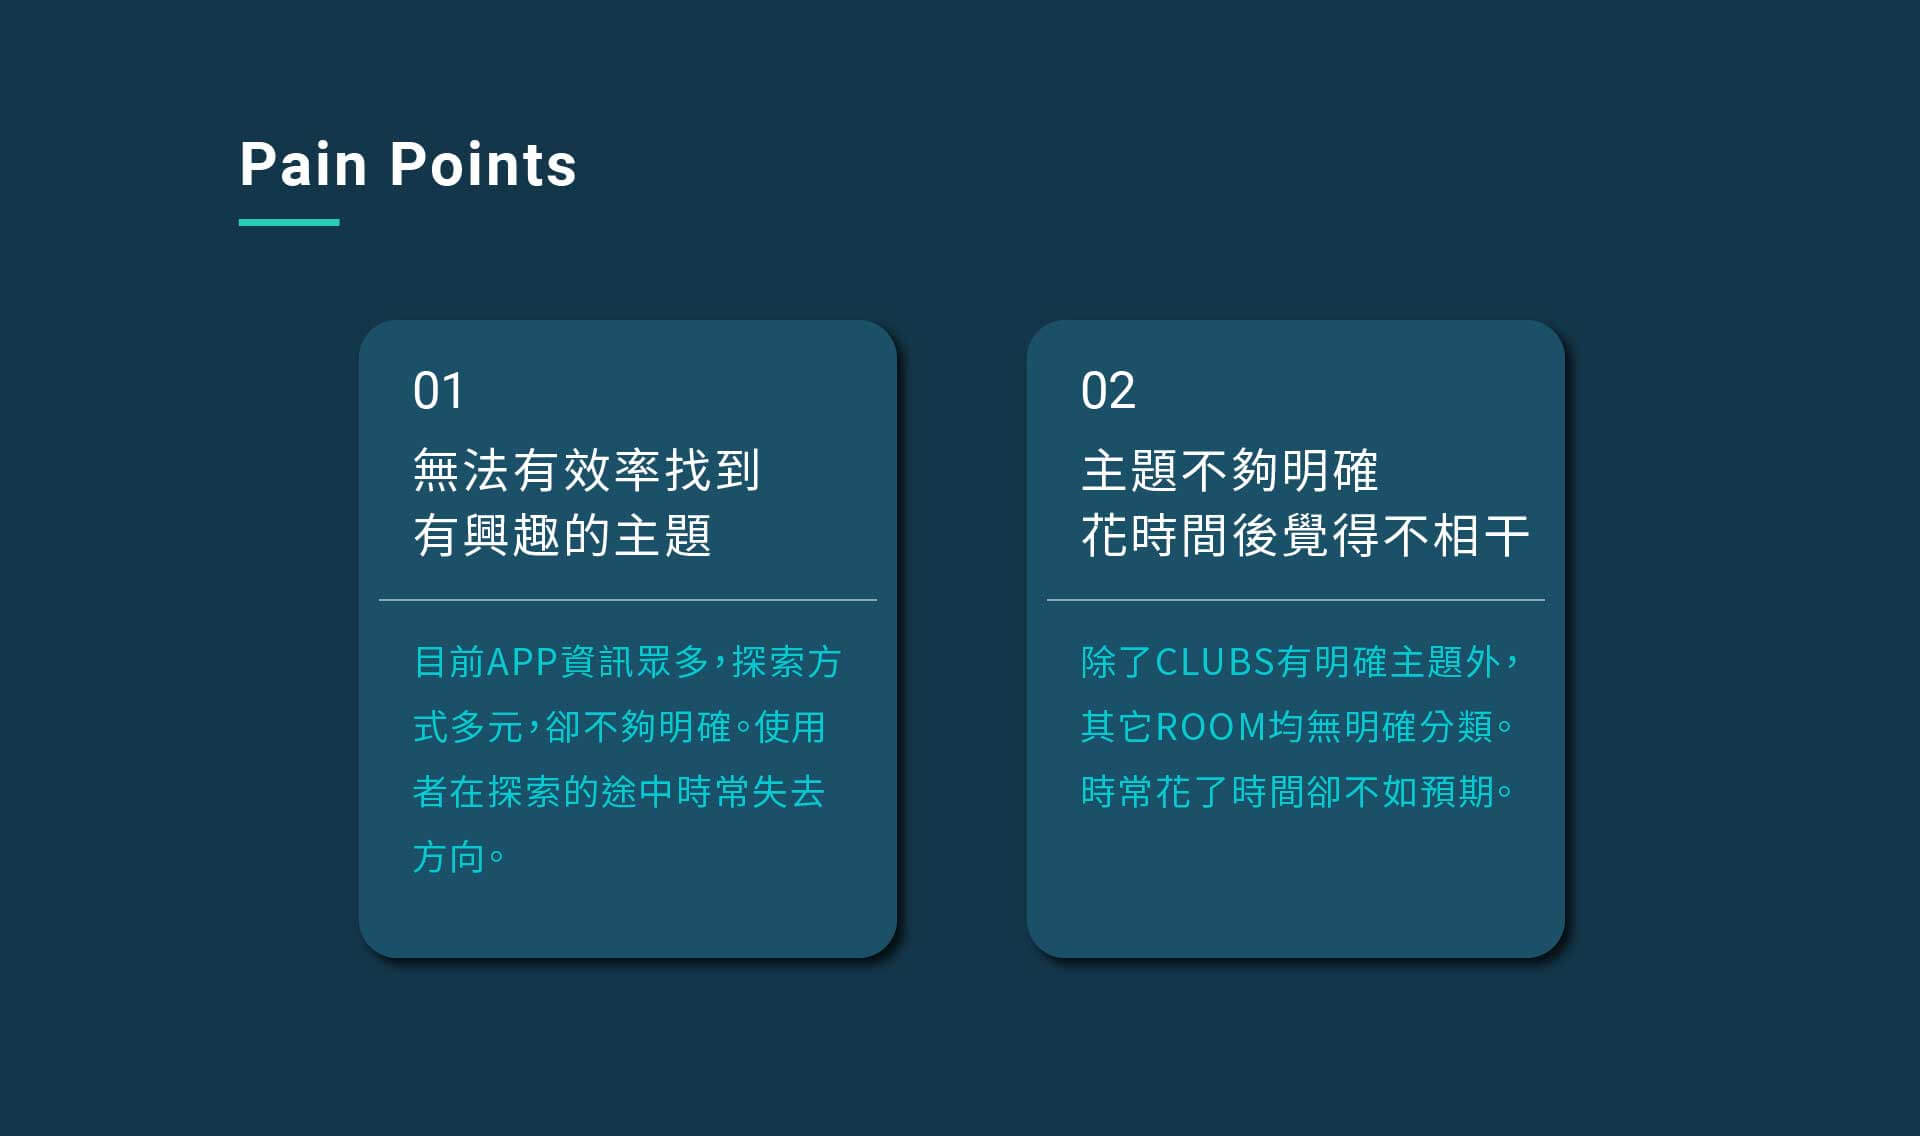 Pain Points
01
無法有效率找到
有興趣的主題
目前APP資訊眾多，探索方
式多元，卻不夠明確。使用
者在探索的途中時常失去
方向。
02
主題不夠明確
花時間後覺得不相干
除了CLUBS有明確主題外，
其它ROOM均無明確分類。
時常花了時間卻不如預期。